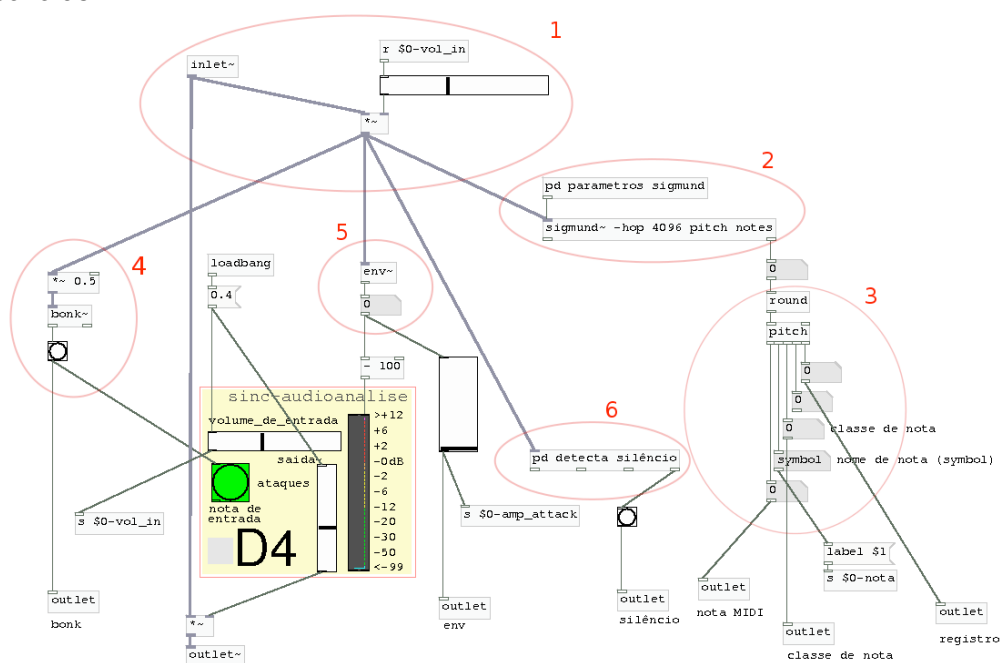 1
r $0-vol_in
inlet~
*~
2
pd parametros sigmund
sigmund~ -hop 4096 pitch notes
5
4
loadbang
env~
0
3
*~ 0.5
0.4
0
round
bonk~
pitch
- 100
0
sinc-audioanalise
0
volume_de_entrada
>+12
+6
+2
-0dB
-2
-6
-12
-20
-30
-50
<-99
0
classe de nota
6
saida
pd detecta silêncio
symbol
nome de nota (symbol)
ataques
0
nota de
entrada
D4
s $0-vol_in
s $0-amp_attack
label $1
s $0-nota
outlet
bonk
outlet
env
outlet
silêncio
outlet
nota MIDI
outlet
registro
*~
outlet
classe de nota
outlet~